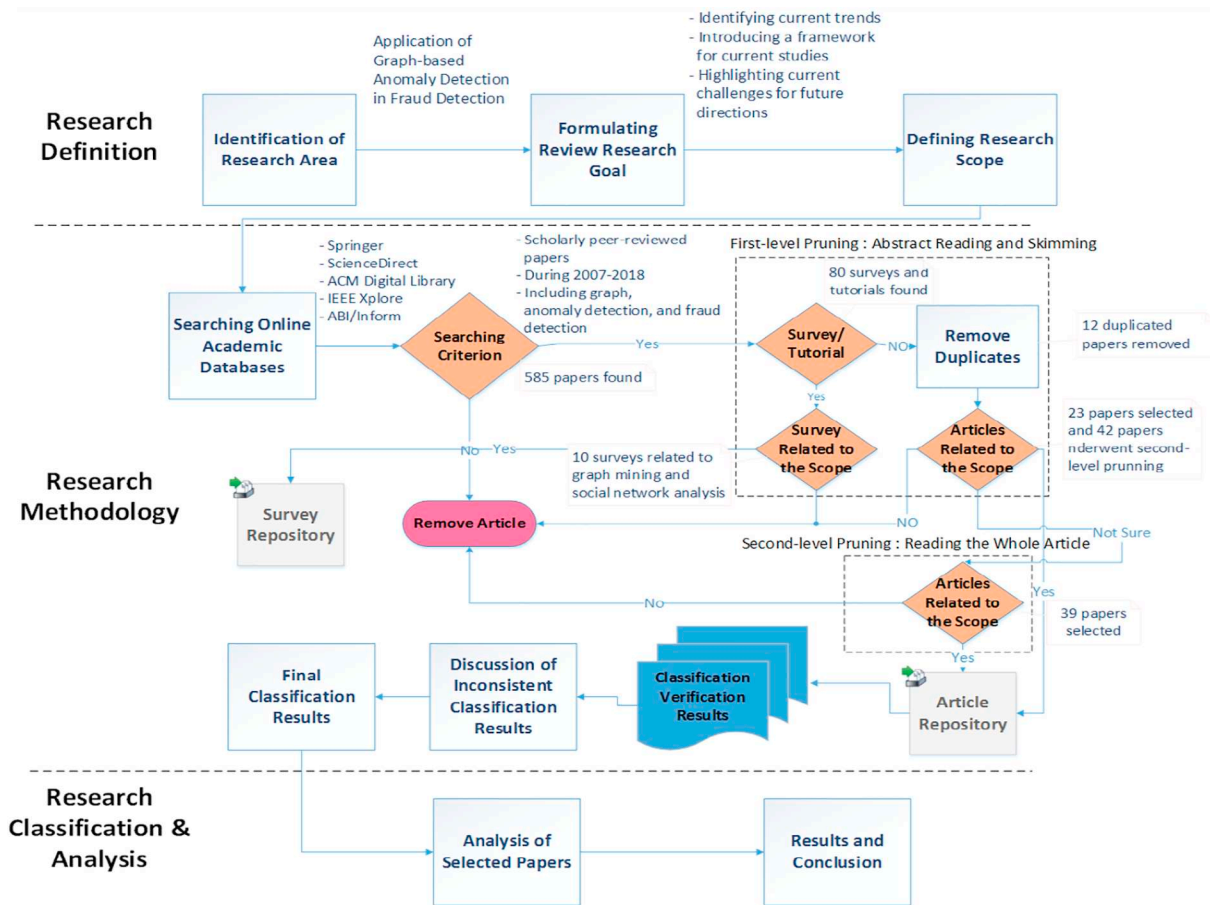 Research
Definition
Identification of
Research Area
Application of
Graph-based
Anomaly Detection
in Fraud Detection
Formulating
Review Research
Goal
- Identifying current trends
- Introducing a framework
for current studies
- Highlighting current
challenges for future
directions
Defining Research
Scope
Research
Methodology
Searching Online
Academic
Databases
- Springer
- ScienceDirect
- ACM Digital Library
- IEEE Xplore
- ABI/Inform
Searching
Criterion
- Scholarly peer-reviewed
papers
- During 2007-2018
- Including graph,
anomaly detection, and fraud
detection
Yes
585 papers found
First-level Pruning : Abstract Reading and Skimming
80 surveys and
tutorials found
Survey/
Tutorial
NO
Remove
Duplicates
12 duplicated
papers removed
Yes
Survey
Related to
the Scope
Articles
Related to
the Scope
23 papers selected
and 42 papers
nderwent second-
level prunning
No
Yes
10 surveys related to
graph mining and
social network analysis
Survey
Repository
Remove Article
NO
Not Sure
Second-level Pruning : Reading the Whole Article
Articles
Related to
the Scope
No
Yes
39 papers
selected
Yes
Final
Classification
Results
Discussion of
Inconsistent
Classification
Results
Classification
Verification
Results
Article
Repository
Research
Classification &
Analysis
Analysis of
Selected Papers
Results and
Conclusion